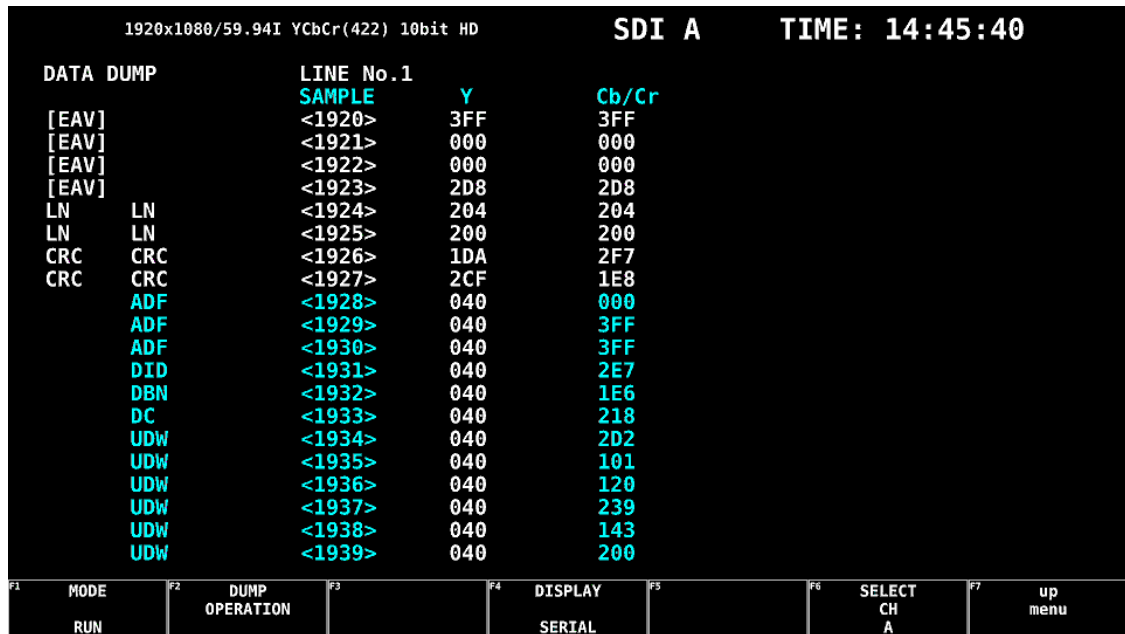 1920x1080/59.94I YCbCr(422) 10bit HD SDI A TIME: 14:45:40
DATA DUMP LINE No.1
SAMPLE Y Cb/Cr
[EAV] <1920> 3FF 3FF
[EAV] <1921> 000 000
[EAV] <1922> 000 000
[EAV] <1923> 2D8 2D8
LN LN <1924> 204 204
LN LN <1925> 200 200
CRC CRC <1926> 1DA 2F7
CRC CRC <1927> 2CF 1E8
ADF <1928> 040 000
ADF <1929> 040 3FF
ADF <1930> 040 3FF
DID <1931> 040 2E7
DBN <1932> 040 1E6
DC <1933> 040 218
UDW <1934> 040 2D2
UDW <1935> 040 101
UDW <1936> 040 120
UDW <1937> 040 239
UDW <1938> 040 143
UDW <1939> 040 200
F1 MODE F2 DUMP F3 F4 DISPLAY F5 F6 SELECT F7 up
OPERATION CH menu
RUN SERIAL A